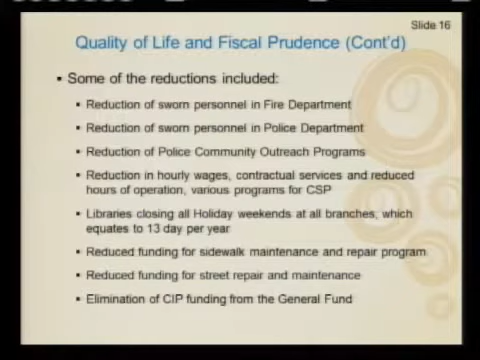 Slide 16
Quality of Life and Fiscal Prudence (Cont'd)
▪ Some of the reductions included:
▪ Reduction of sworn personnel in Fire Department
▪ Reduction of sworn personnel in Police Department
▪ Reduction of Police Community Outreach Programs
▪ Reduction in hourly wages, contractual services and reduced
hours of operation, various programs for CSP
▪ Libraries closing all Holiday weekends at all branches, which
equates to 13 day per year
▪ Reduced funding for sidewalk maintenance and repair program
▪ Reduced funding for street repair and maintenance
▪ Elimination of CIP funding from the General Fund